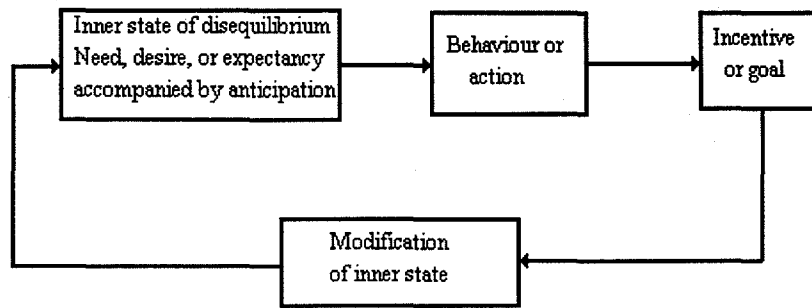 Inner state of disequilibrium
Need, desire, or expectancy
accompanied by anticipation
Behaviour or
action
Incentive
or goal
Modification
of inner state